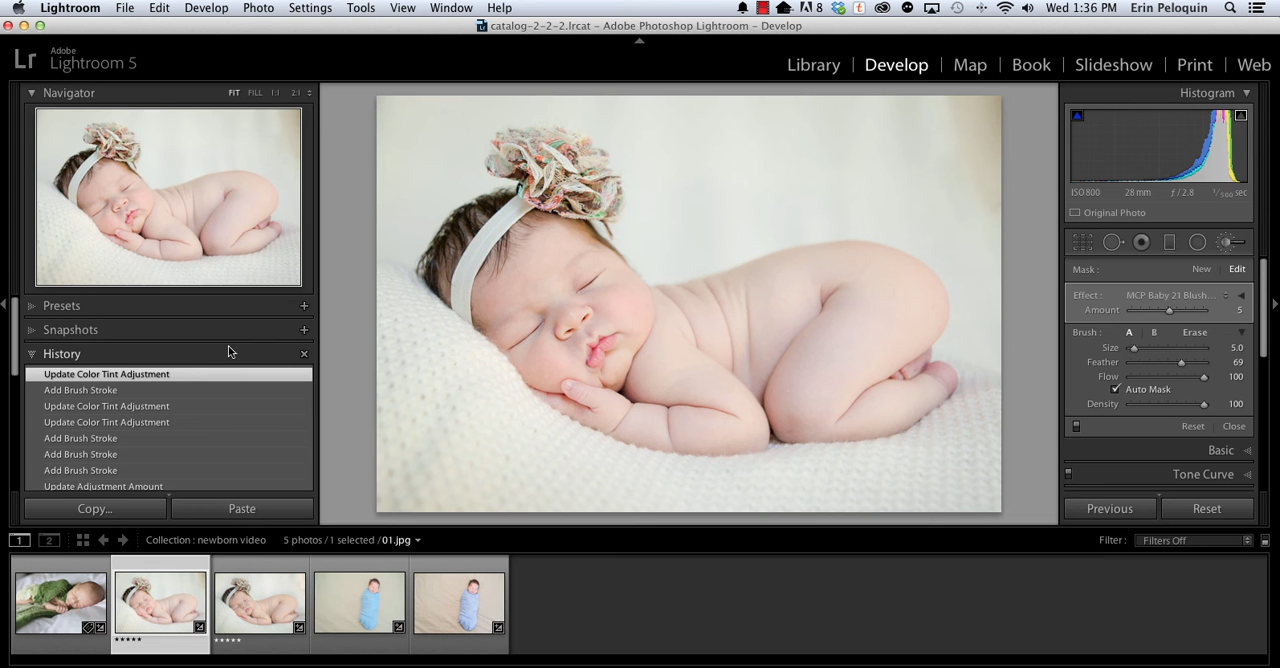 Lightroom File Edit Develop Photo Settings Tools View Window Help 8 Wed 1:36 PM Erin Peloquin
catalog-2-2-2.lrcat – Adobe Photoshop Lightroom – Develop
Lr Adobe
Lightroom 5
Library | Develop | Map | Book | Slideshow | Print | Web
Navigator FIT FILL 1:1 2:1
Histogram
ISO 800 28 mm ƒ / 2.8 1/500 sec
Original Photo
Mask : New Edit
Effect : MCP Baby 21 Blush...
Amount 5
Presets
Snapshots
History
Update Color Tint Adjustment
Add Brush Stroke
Update Color Tint Adjustment
Update Color Tint Adjustment
Add Brush Stroke
Add Brush Stroke
Add Brush Stroke
Update Adjustment Amount
Copy... Paste
Brush : A B Erase
Size 5.0
Feather 69
Flow 100
Auto Mask
Density 100
Reset Close
Basic
Tone Curve
Previous Reset
1 2 Collection : newborn video 5 photos / 1 selected / 01.jpg Filter : Filters Off